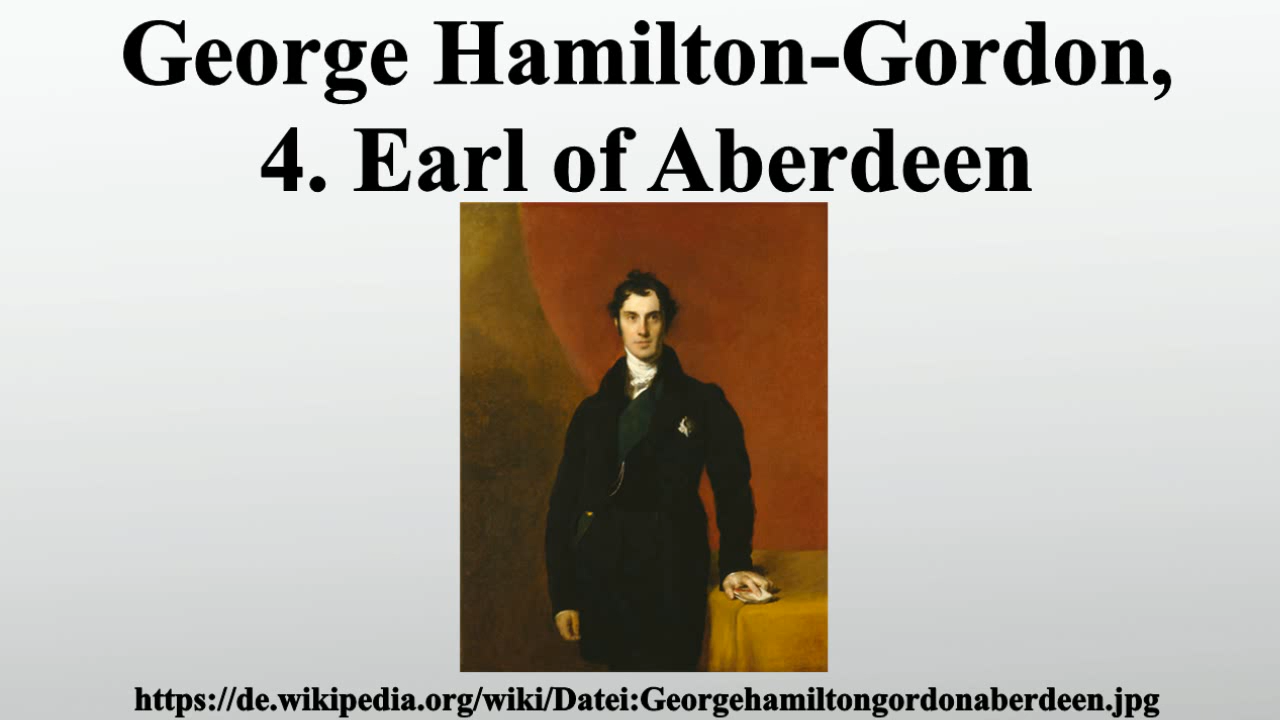 George Hamilton-Gordon,
4. Earl of Aberdeen
https://de.wikipedia.org/wiki/Datei:Georgehamiltongordonaberdeen.jpg